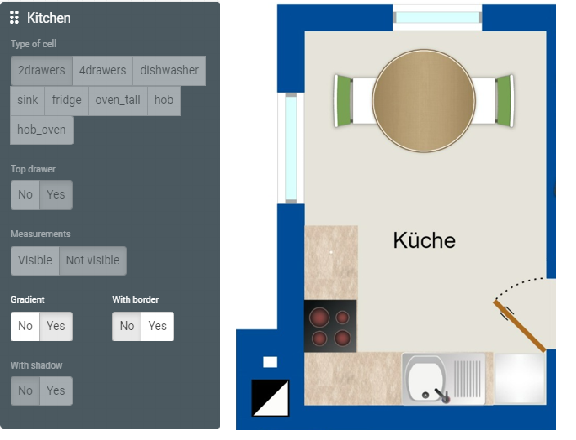 Kitchen
Type of cell
2drawers 4drawers dishwasher
sink fridge oven_tall hob
hob_oven
Top drawer
No Yes
Measurements
Visible Not visible
Gradient With border
No Yes No Yes
With shadow
No Yes
Küche